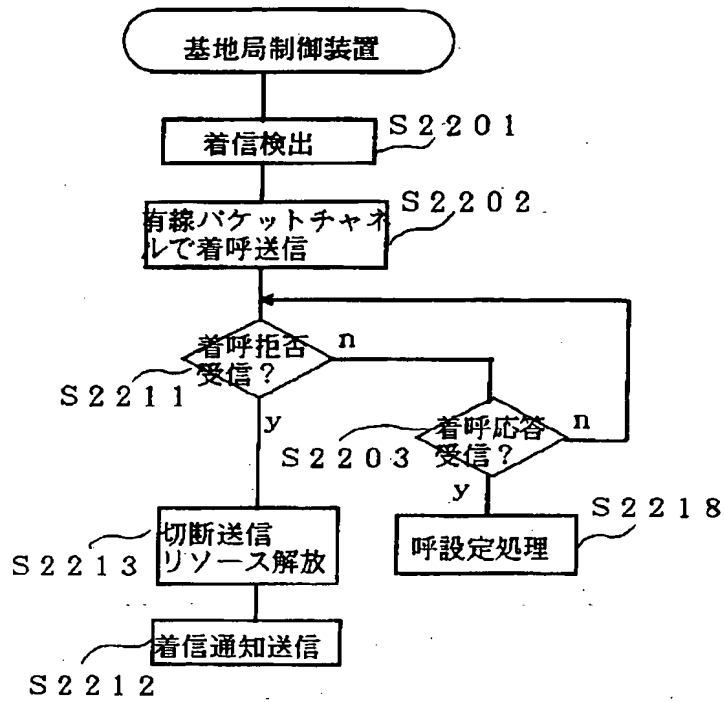 基地局制御装置
着信検出
S2201
有線パケットチャネ
ルで着呼送信
S2202
着呼拒否
受信?
n
y
S2211
着呼応答
受信?
n
y
S2203
呼設定処理
S2218
切断送信
リソース解放
S2213
着信通知送信
S2212